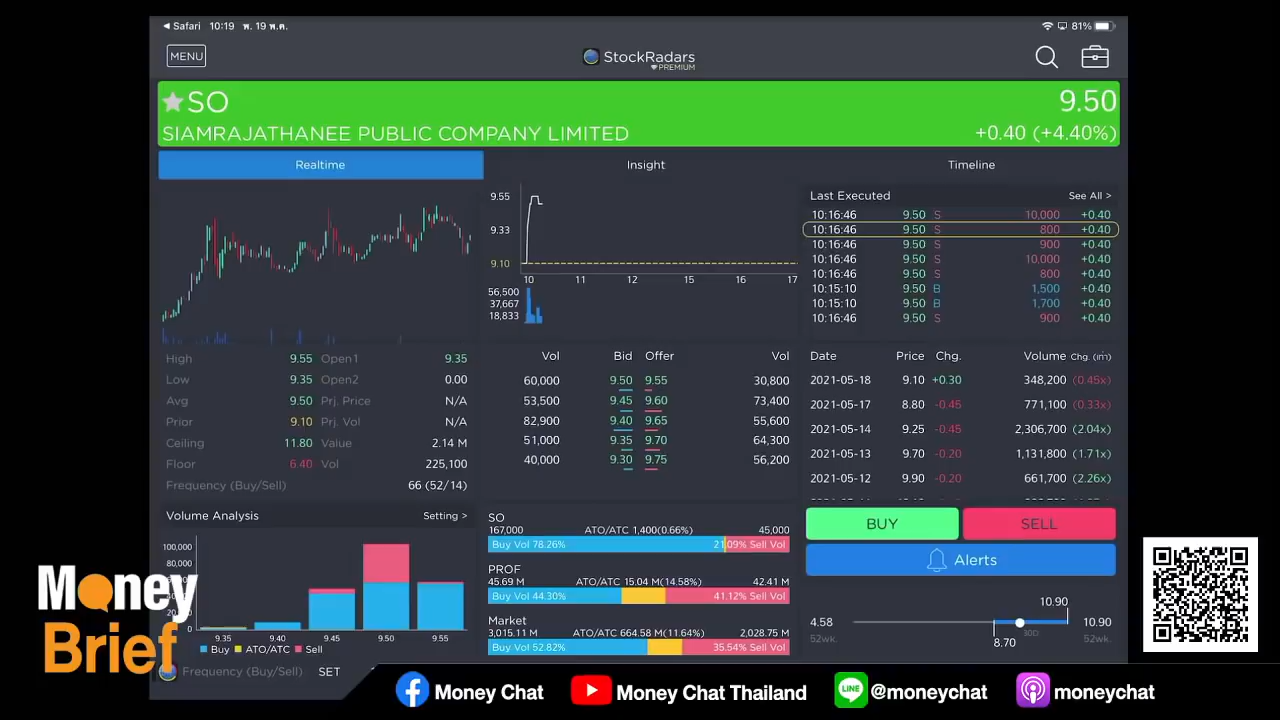 Safari 10:19 พ. 19 พ.ค.
81%
MENU
StockRadars
PREMIUM
SO
9.50
SIAMRAJATHANEE PUBLIC COMPANY LIMITED
+0.40 (+4.40%)
Realtime
Insight
Timeline
9.55
9.33
9.10
10 11 12 15 16 17
56,500
37,667
18,833
Last Executed See All >
10:16:46 9.50 S 10,000 +0.40
10:16:46 9.50 S 800 +0.40
10:16:46 9.50 S 900 +0.40
10:16:46 9.50 S 10,000 +0.40
10:16:46 9.50 S 800 +0.40
10:15:10 9.50 B 1,500 +0.40
10:15:10 9.50 B 1,700 +0.40
10:16:46 9.50 S 900 +0.40
High 9.55 Open1 9.35
Low 9.35 Open2 0.00
Avg 9.50 Prj. Price N/A
Prior 9.10 Prj. Vol N/A
Ceiling 11.80 Value 2.14 M
Floor 6.40 Vol 225,100
Frequency (Buy/Sell) 66 (52/14)
Vol Bid Offer Vol
60,000 9.50 9.55 30,800
53,500 9.45 9.60 73,400
82,900 9.40 9.65 55,600
51,000 9.35 9.70 64,300
40,000 9.30 9.75 56,200
Date Price Chg. Volume Chg. (เท่า)
2021-05-18 9.10 +0.30 348,200 (0.45x)
2021-05-17 8.80 -0.45 771,100 (0.33x)
2021-05-14 9.25 -0.45 2,306,700 (2.04x)
2021-05-13 9.70 -0.20 1,131,800 (1.71x)
2021-05-12 9.90 -0.20 661,700 (2.26x)
Volume Analysis Setting >
100,000
80,000
20,
0
9.35 9.40 9.45 9.50 9.55
Buy ATO/ATC Sell
Frequency (Buy/Sell) SET
SO
167,000 ATO/ATC 1,400(0.66%) 45,000
Buy Vol 78.26% 21.09% Sell Vol
PROF
45.69 M ATO/ATC 15.04 M(14.58%) 42.41 M
Buy Vol 44.30% 41.12% Sell Vol
Market
3,015.11 M ATO/ATC 664.58 M(11.64%) 2,028.75 M
Buy Vol 52.82% 35.54% Sell Vol
BUY SELL
Alerts
10.90
4.58 10.90
52wk. 30D 52wk.
8.70
Money
Brief
Money Chat
Money Chat Thailand
LINE
@moneychat
moneychat